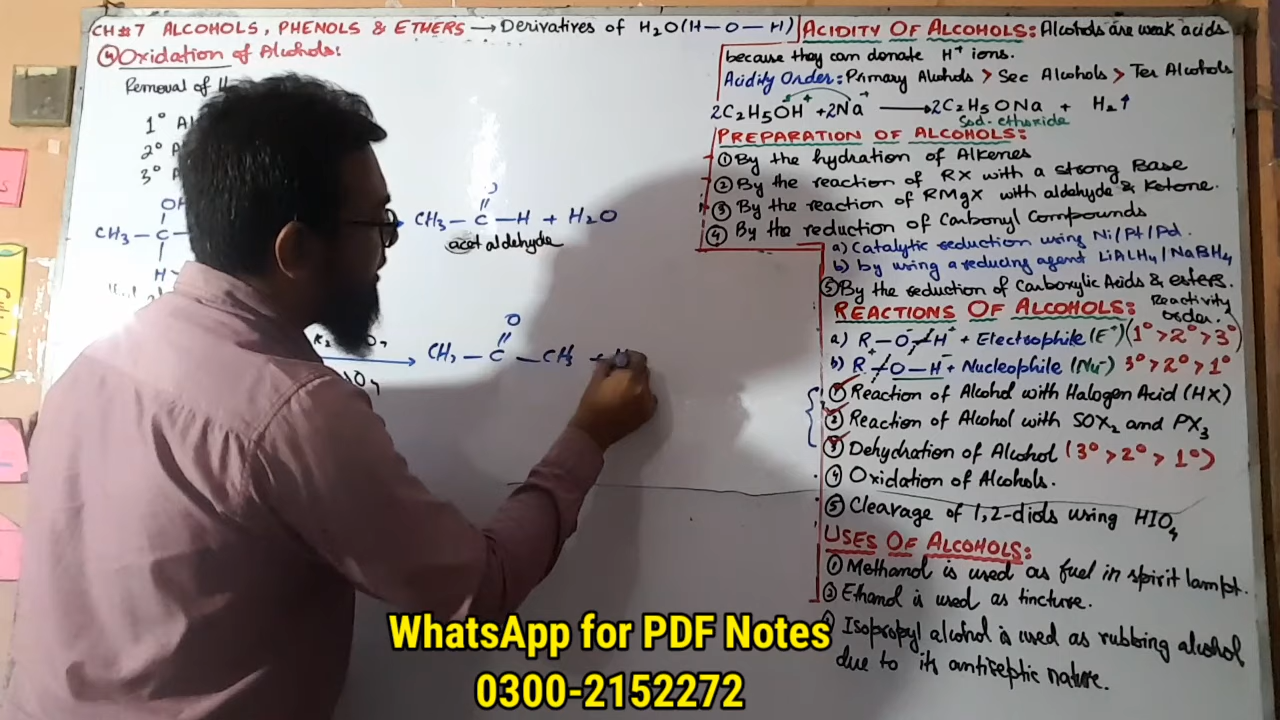 CH#7 ALCOHOLS, PHENOLS & ETHERS → Derivatives of H₂O (H—O—H)
④ Oxidation of Alcohols:
Removal of
1° A
2° A
3° A
CH₃—C
H
CH₃—C—H + H₂O
O
acetaldehyde
O
CH₃—C—CH₃ +
ACIDITY OF ALCOHOLS: Alcohols are weak acids
because they can donate H⁺ ions.
Acidity Order: Primary Alcohols > Sec Alcohols > Ter Alcohols
2C₂H₅OH + 2Na → 2C₂H₅ONa + H₂↑
Sod. ethoxide
PREPARATION OF ALCOHOLS:
① By the hydration of Alkenes
② By the reaction of RX with a strong Base
③ By the reaction of RMgX with aldehyde & Ketone.
④ By the reduction of Carbonyl Compounds
a) Catalytic reduction using Ni/Pt/Pd.
b) by using a reducing agent LiAlH₄/NaBH₄
⑤ By the reduction of Carboxylic Acids & esters.
REACTIONS OF ALCOHOLS: Reactivity order.
a) R—O⁻—H⁺ + Electrophile (E⁺) (1° > 2° > 3°)
b) R⁺—O—H⁻ + Nucleophile (Nu⁻) 3° > 2° > 1°
① Reaction of Alcohol with Halogen Acid (HX)
② Reaction of Alcohol with SOX₂ and PX₃
③ Dehydration of Alcohol (3° > 2° > 1°)
④ Oxidation of Alcohols.
⑤ Cleavage of 1,2-diols using HIO₄
USES OF ALCOHOLS:
① Methanol is used as fuel in spirit lampt.
② Ethanol is used as tincture.
Isopropyl alcohol is used as rubbing alcohol
due to its antiseptic nature.
WhatsApp for PDF Notes
0300-2152272